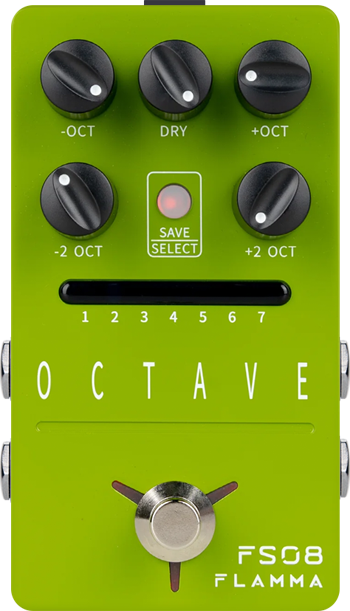 -OCT DRY +OCT
-2 OCT SAVE +2 OCT
SELECT
1 2 3 4 5 6 7
OCTAVE
FS08
FLAMMA